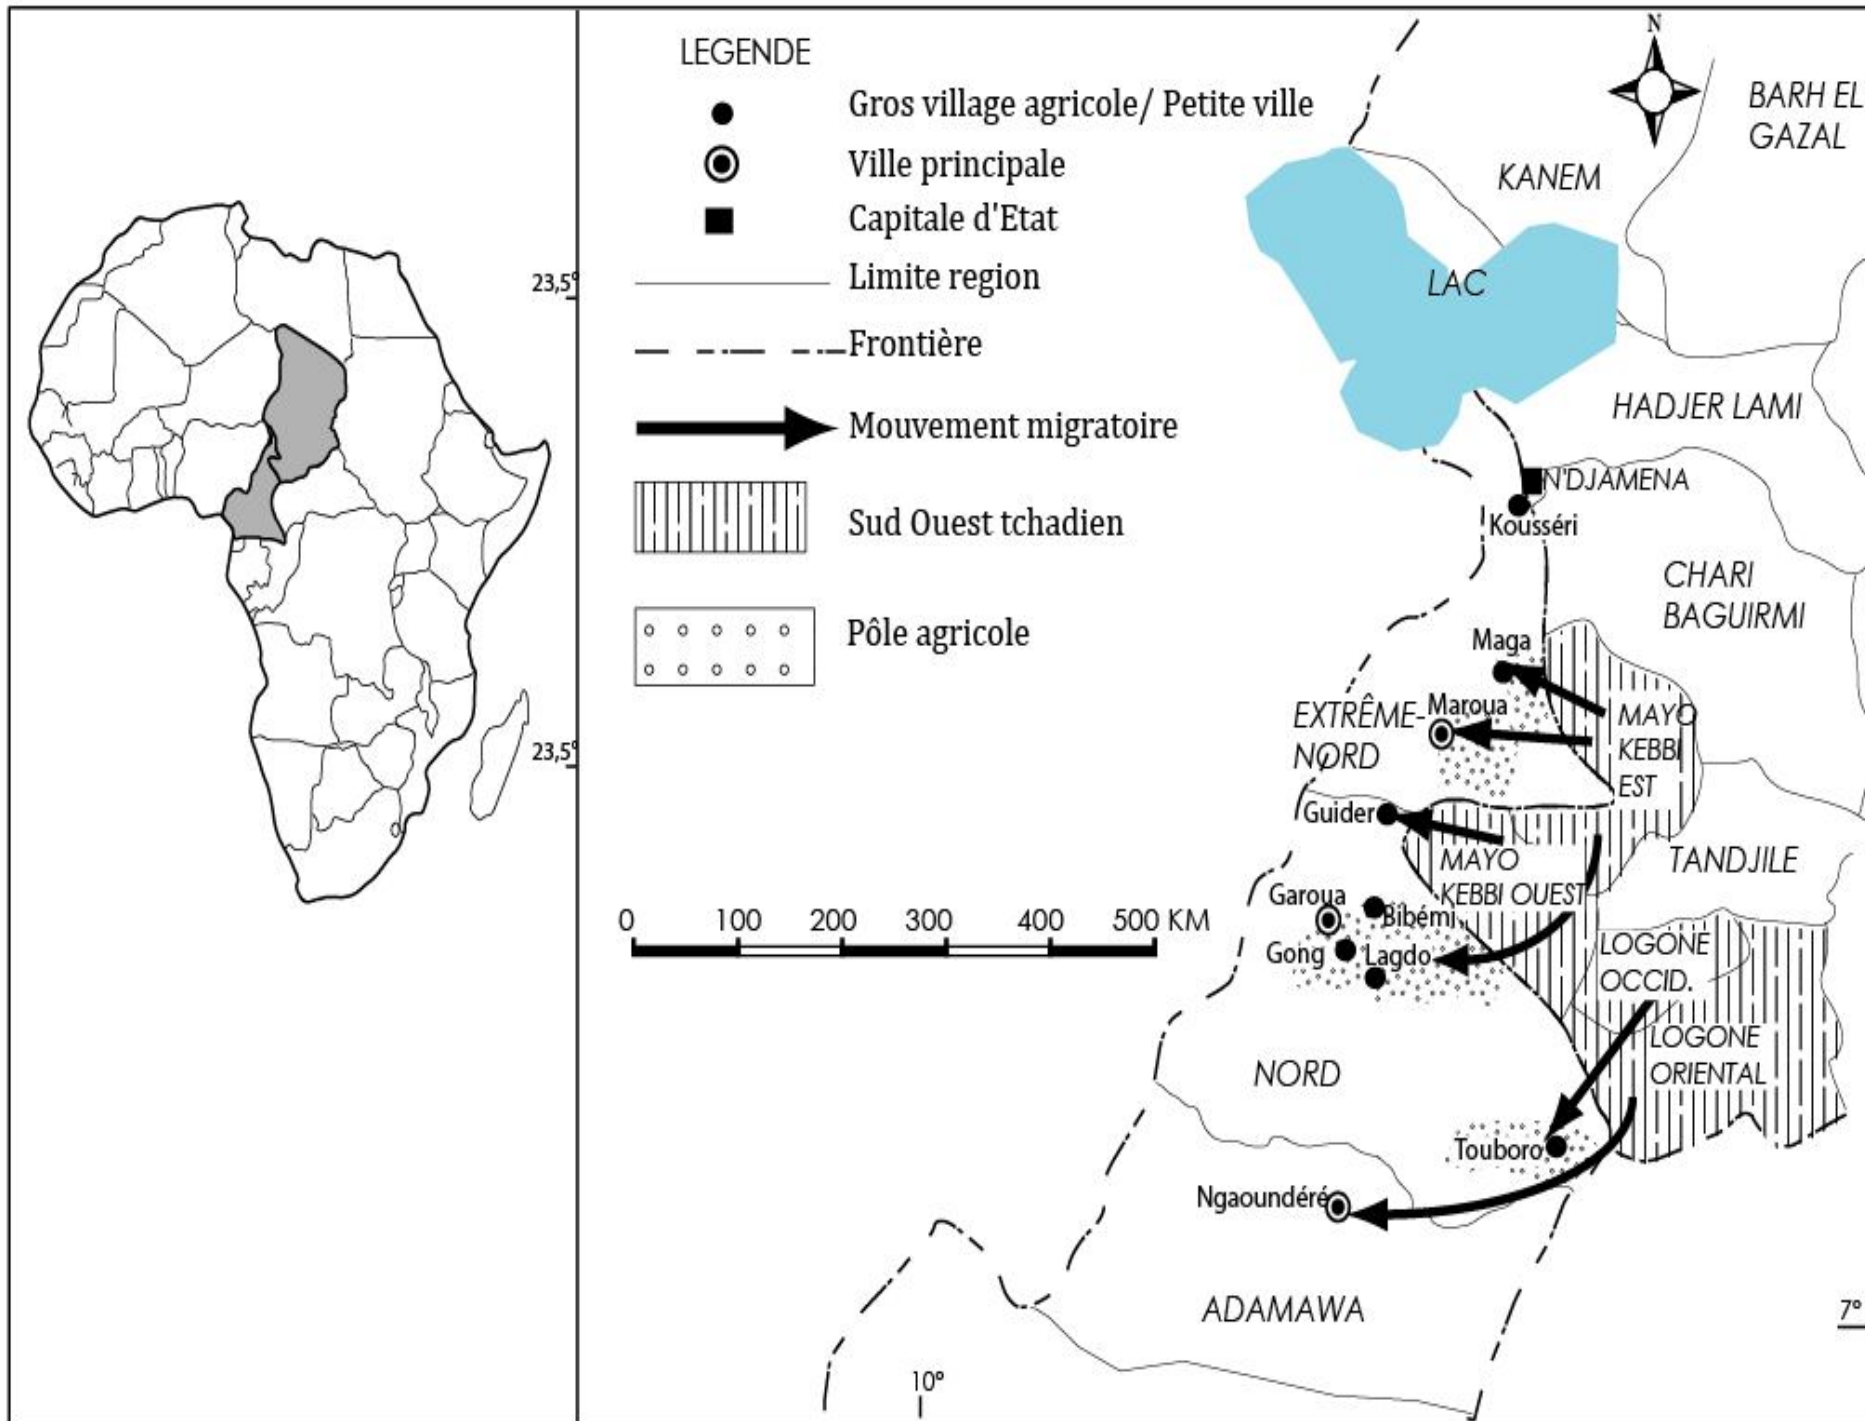 23,5°
23,5°
LEGENDE
Gros village agricole/ Petite ville
Ville principale
Capitale d'Etat
Limite region
Frontière
Mouvement migratoire
Sud Ouest tchadien
Pôle agricole
0 100 200 300 400 500 KM
N
BARH EL
GAZAL
KANEM
LAC
HADJER LAMI
N'DJAMENA
Kousséri
CHARI
BAGUIRMI
Maga
EXTRÊME-
NORD
Maroua
MAYO
KEBBI
EST
Guider
MAYO
KEBBI OUEST
TANDJILE
Garoua
Bibémi
Gong
Lagdo
LOGONE
OCCID.
LOGONE
ORIENTAL
NORD
Touboro
Ngaoundéré
ADAMAWA
7°
10°